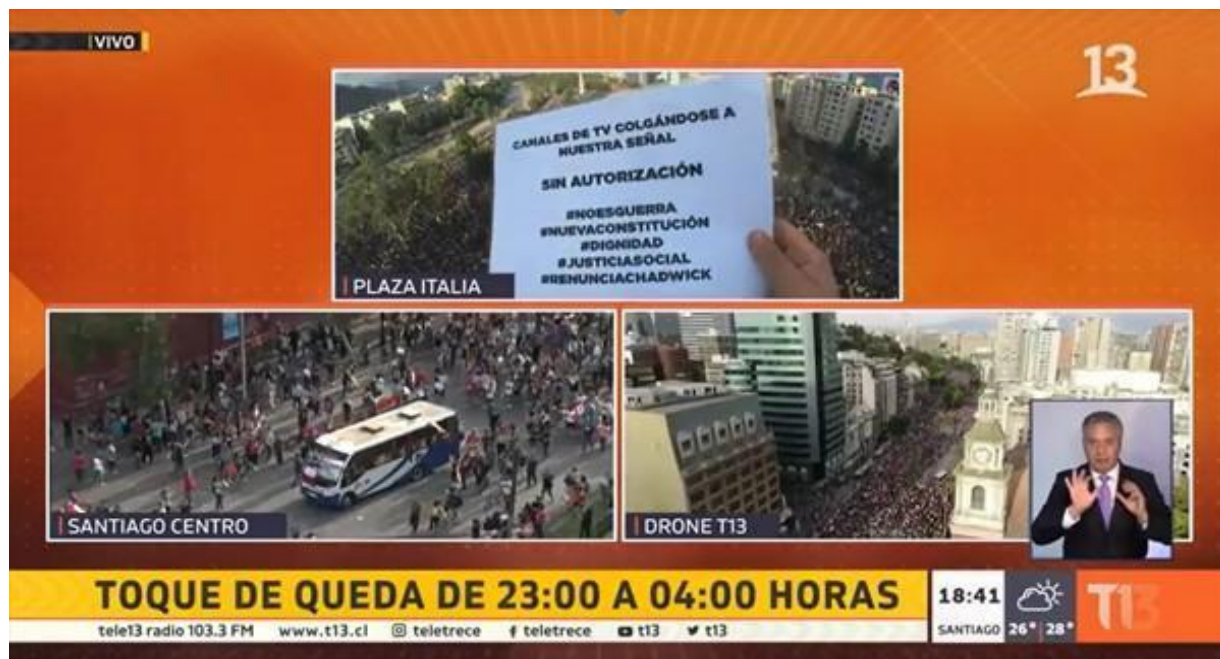 VIVO
13
CANALES DE TV COLGÁNDOSE A
NUESTRA SEÑAL
SIN AUTORIZACIÓN
#NOESGUERRA
#NUEVACONSTITUCIÓN
#DIGNIDAD
#JUSTICIASOCIAL
#RENUNCIACHADWICK
PLAZA ITALIA
SANTIAGO CENTRO
DRONE T13
TOQUE DE QUEDA DE 23:00 A 04:00 HORAS
tele13 radio 103.3 FM www.t13.cl teletrece teletrece t13 t13
18:41
SANTIAGO 26° 28°
T13